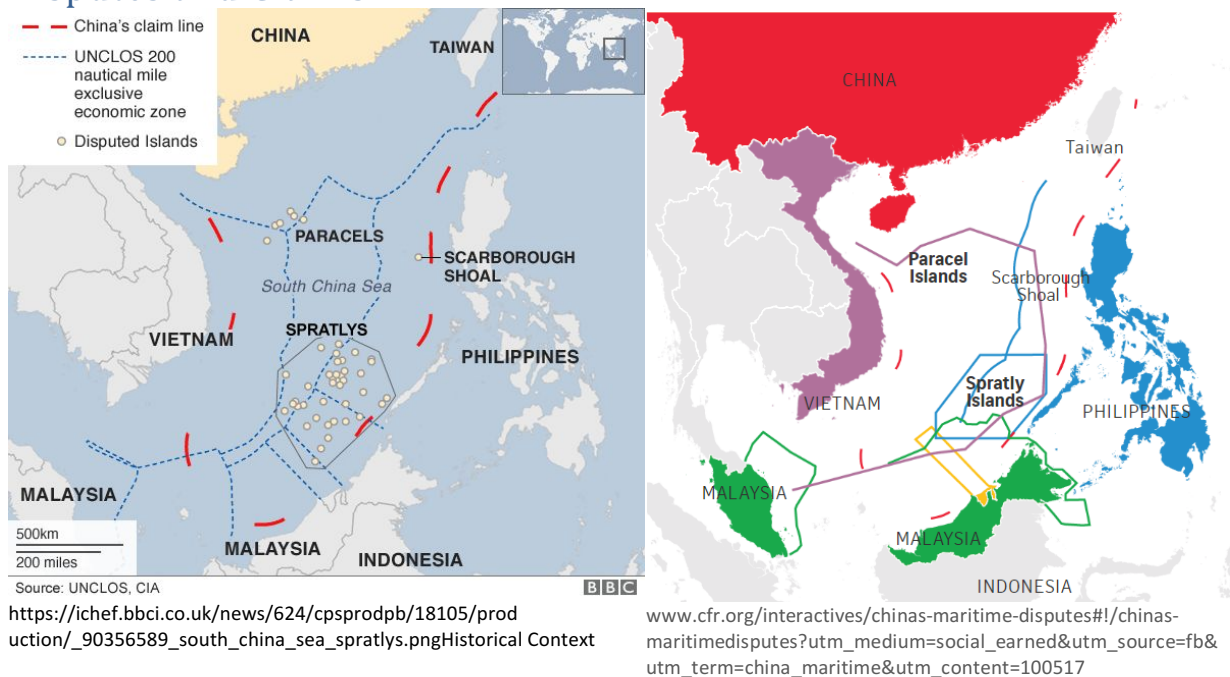 China's claim line
UNCLOS 200
nautical mile
exclusive
economic zone
Disputed Islands
CHINA
TAIWAN
PARACELS
SCARBOROUGH
SHOAL
South China Sea
SPRATLYS
VIETNAM
PHILIPPINES
MALAYSIA
500km
200 miles
MALAYSIA
INDONESIA
Source: UNCLOS, CIA
BBC
https://ichef.bbci.co.uk/news/624/cpsprodpb/18105/prod
uction/_90356589_south_china_sea_spratlys.pngHistorical Context
CHINA
Taiwan
Paracel
Islands
Scarborough
Shoal
Spratly
Islands
VIETNAM
PHILIPPINES
MALAYSIA
MALAYSIA
INDONESIA
www.cfr.org/interactives/chinas-maritime-disputes#!/chinas-
maritimedisputes?utm_medium=social_earned&utm_source=fb&
utm_term=china_maritime&utm_content=100517